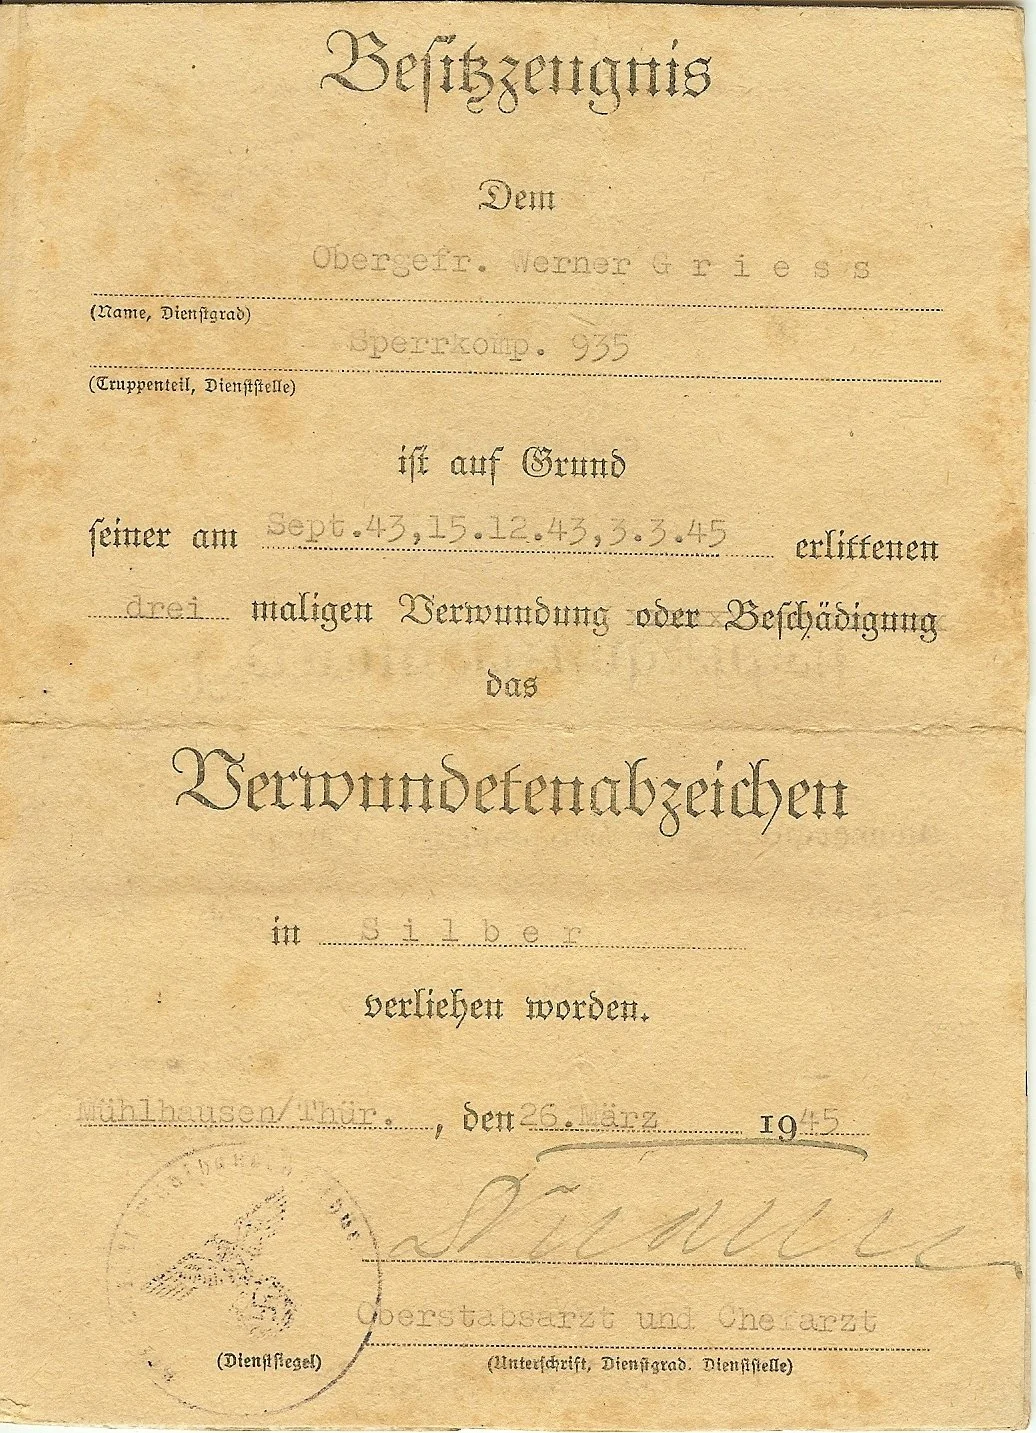 Besitzzeugnis
Dem
Obergefr. Werner G r i e s s
(Name, Dienstgrad)
Sperrkomp. 935
(Truppenteil, Dienststelle)
ist auf Grund
seiner am Sept.43,15.12.43,3.3.45 erlittenen
drei maligen Verwundung oder Beschädigung
das
Verwundetenabzeichen
in S i l b e r
verliehen worden.
Mühlhausen/Thür. , den 26.März 1945
Oberstabsarzt und Chefarzt
(Dienstsiegel) (Unterschrift, Dienstgrad. Dienststelle)